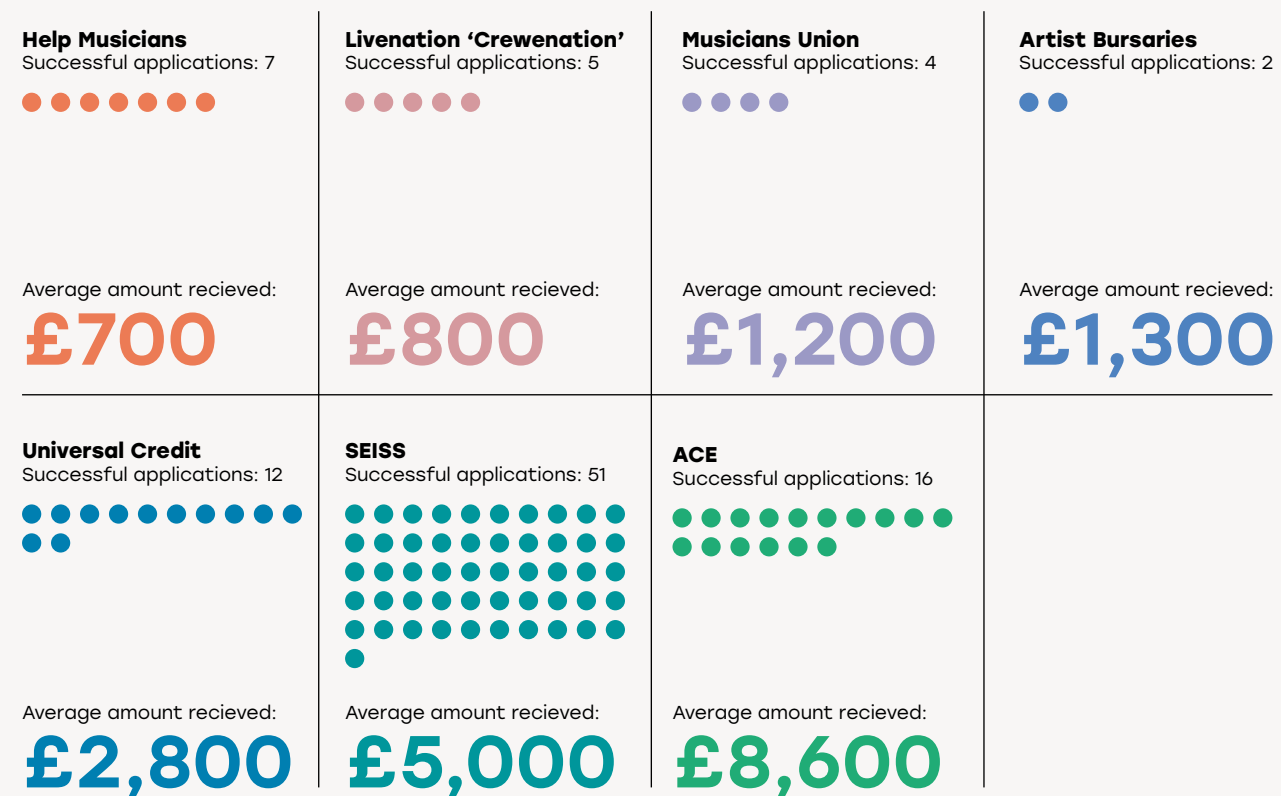 Help Musicians
Successful applications: 7
Average amount recieved:
£700
Livenation ‘Crewenation’
Successful applications: 5
Average amount recieved:
£800
Musicians Union
Successful applications: 4
Average amount recieved:
£1,200
Artist Bursaries
Successful applications: 2
Average amount recieved:
£1,300
Universal Credit
Successful applications: 12
Average amount recieved:
£2,800
SEISS
Successful applications: 51
Average amount recieved:
£5,000
ACE
Successful applications: 16
Average amount recieved:
£8,600